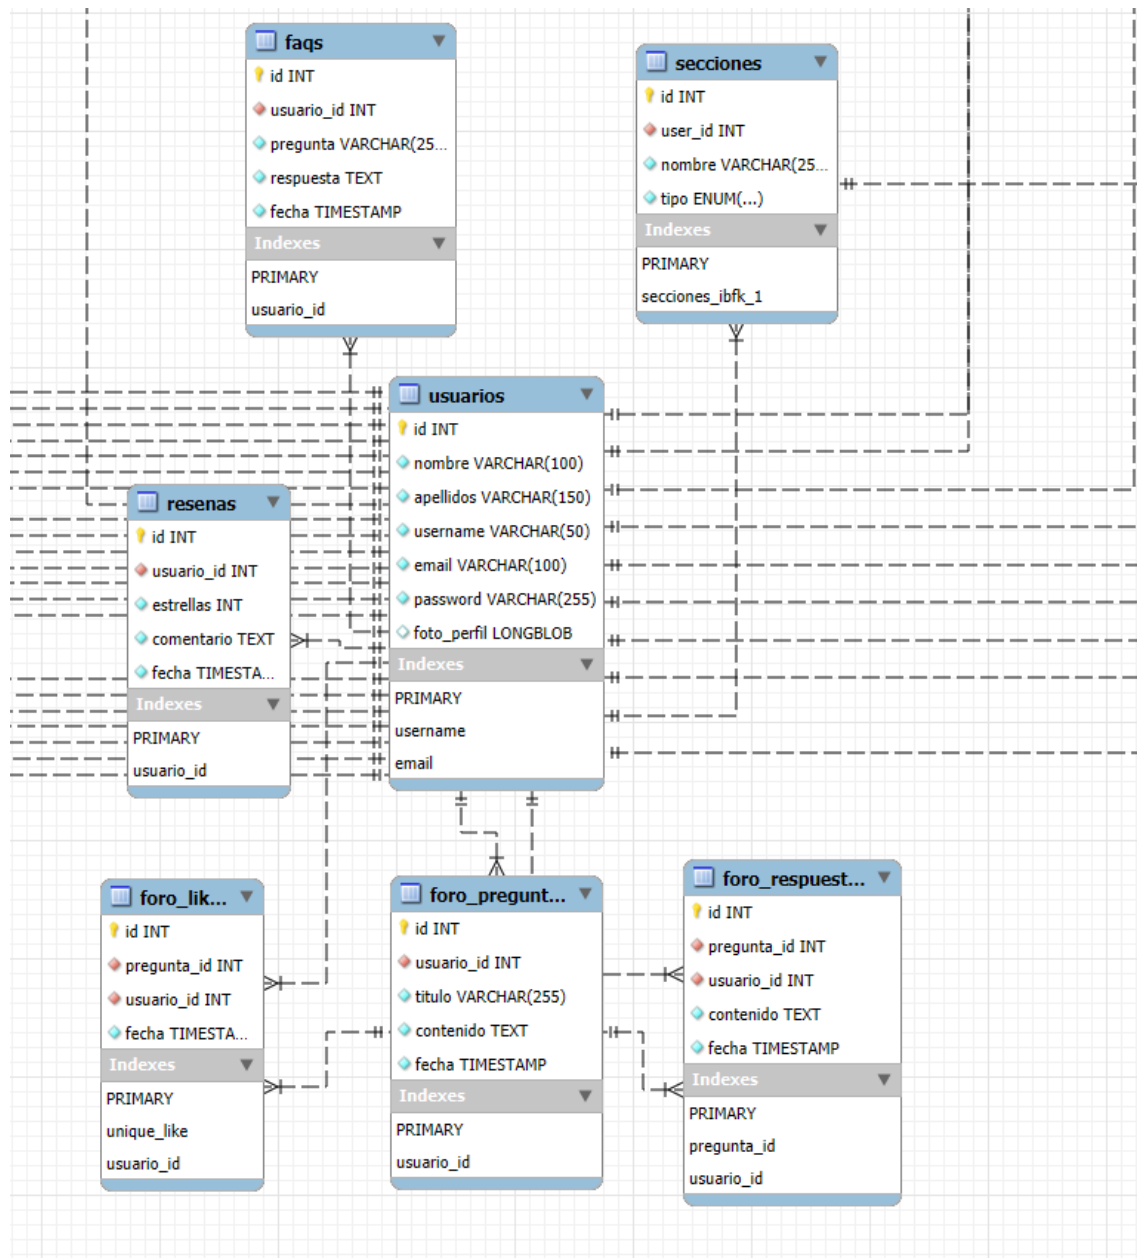 faqs
id INT
usuario_id INT
pregunta VARCHAR(25...
respuesta TEXT
fecha TIMESTAMP
Indexes
PRIMARY
usuario_id
secciones
id INT
user_id INT
nombre VARCHAR(25...
tipo ENUM(...)
Indexes
PRIMARY
secciones_ibfk_1
usuarios
id INT
nombre VARCHAR(100)
apellidos VARCHAR(150)
username VARCHAR(50)
email VARCHAR(100)
password VARCHAR(255)
foto_perfil LONGBLOB
Indexes
PRIMARY
username
email
resenas
id INT
usuario_id INT
estrellas INT
comentario TEXT
fecha TIMESTA...
Indexes
PRIMARY
usuario_id
foro_lik...
id INT
pregunta_id INT
usuario_id INT
fecha TIMESTA...
Indexes
PRIMARY
unique_like
usuario_id
foro_pregunt...
id INT
usuario_id INT
titulo VARCHAR(255)
contenido TEXT
fecha TIMESTAMP
Indexes
PRIMARY
usuario_id
foro_respuest...
id INT
pregunta_id INT
usuario_id INT
contenido TEXT
fecha TIMESTAMP
Indexes
PRIMARY
pregunta_id
usuario_id